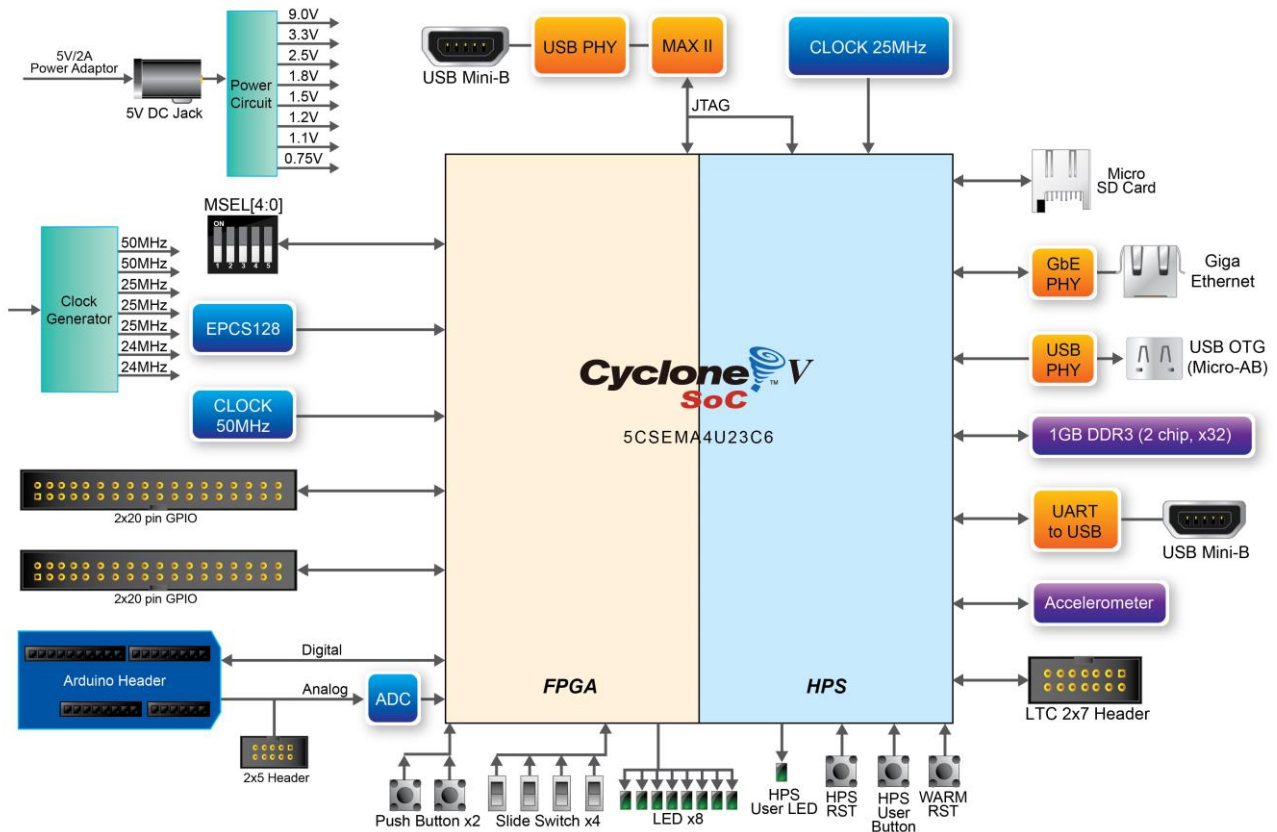 5V/2A
Power Adaptor
5V DC Jack
Power
Circuit
9.0V
3.3V
2.5V
1.8V
1.5V
1.2V
1.1V
0.75V
USB Mini-B
USB PHY
MAX II
CLOCK 25MHz
JTAG
MSEL[4:0]
ON
1 2 3 4 5
Clock
Generator
50MHz
50MHz
25MHz
25MHz
25MHz
24MHz
24MHz
EPCS128
CLOCK
50MHz
2x20 pin GPIO
2x20 pin GPIO
Arduino Header
Digital
Analog
ADC
2x5 Header
Cyclone V
TM
SoC
5CSEMA4U23C6
FPGA
HPS
Micro
SD Card
GbE
PHY
Giga
Ethernet
USB
PHY
USB OTG
(Micro-AB)
1GB DDR3 (2 chip, x32)
UART
to USB
USB Mini-B
Accelerometer
LTC 2x7 Header
Push Button x2
Slide Switch x4
LED x8
HPS
User LED
HPS
RST
HPS
User
Button
WARM
RST